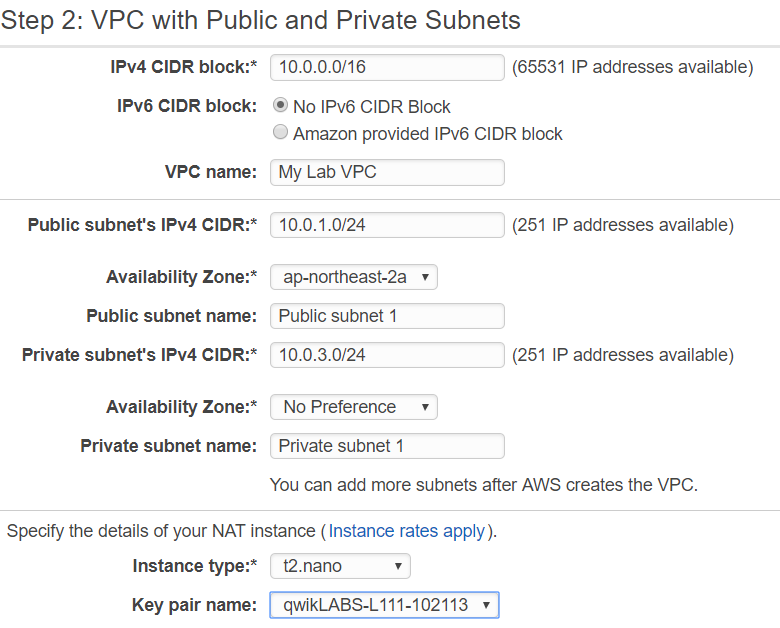 Step 2: VPC with Public and Private Subnets
IPv4 CIDR block:* 10.0.0.0/16 (65531 IP addresses available)
IPv6 CIDR block: No IPv6 CIDR Block
Amazon provided IPv6 CIDR block
VPC name: My Lab VPC
Public subnet's IPv4 CIDR:* 10.0.1.0/24 (251 IP addresses available)
Availability Zone:* ap-northeast-2a
Public subnet name: Public subnet 1
Private subnet's IPv4 CIDR:* 10.0.3.0/24 (251 IP addresses available)
Availability Zone:* No Preference
Private subnet name: Private subnet 1
You can add more subnets after AWS creates the VPC.
Specify the details of your NAT instance (Instance rates apply).
Instance type:* t2.nano
Key pair name: qwikLABS-L111-102113